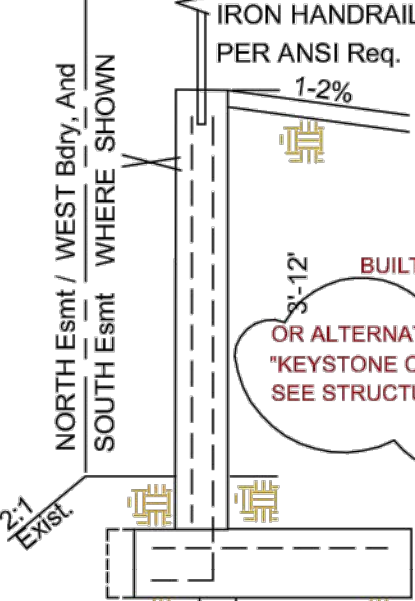 IRON HANDRAIL
PER ANSI Req.
1-2%
NORTH Esmt / WEST Bdry, And
SOUTH Esmt WHERE SHOWN
3'-12'
BUILT
OR ALTERNAT
"KEYSTONE C
SEE STRUCTU
2:1
Exist.